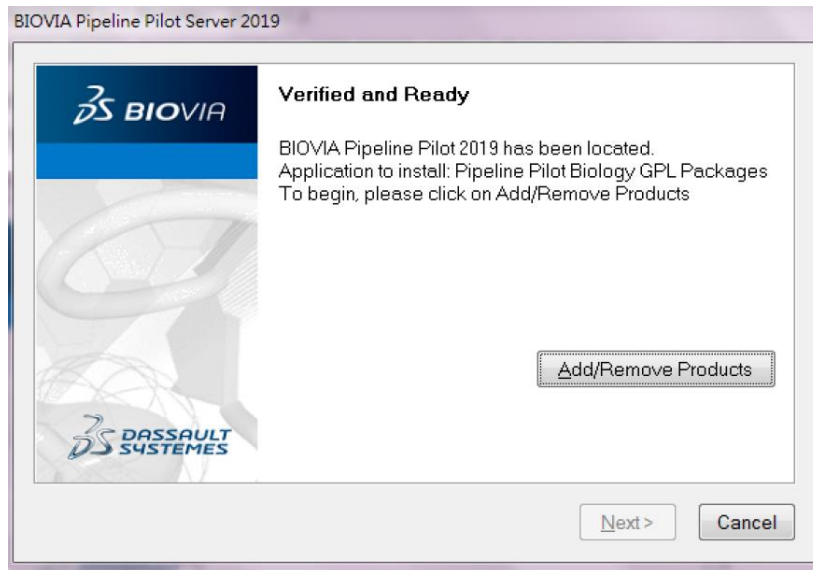 BIOVIA Pipeline Pilot Server 2019
BIOVIA
Verified and Ready
BIOVIA Pipeline Pilot 2019 has been located.
Application to install: Pipeline Pilot Biology GPL Packages
To begin, please click on Add/Remove Products
Add/Remove Products
DASSAULT
SYSTEMES
Next >
Cancel